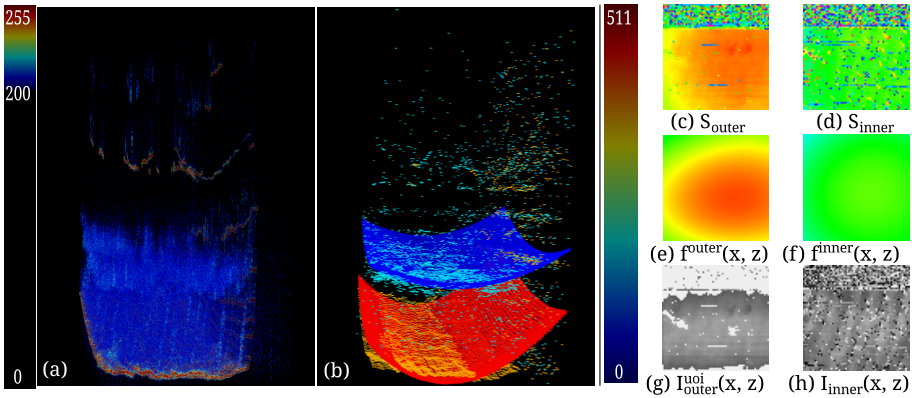 255
200
0
(a)
(b)
511
0
(c) S_outer
(d) S_inner
(e) f^outer(x, z)
(f) f^inner(x, z)
(g) I^uoi_outer(x, z)
(h) I_inner(x, z)